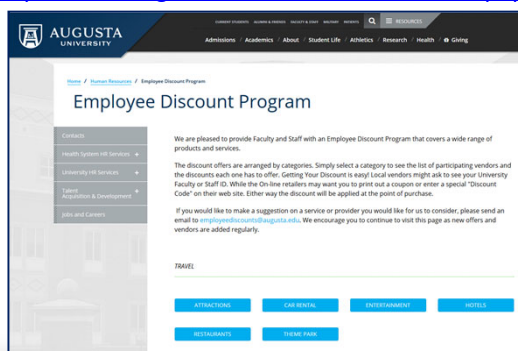 CURRENT STUDENTS ALUMNI & FRIENDS FACULTY & STAFF MILITARY PATIENTS RESOURCES
AUGUSTA
UNIVERSITY
Admissions / Academics / About / Student Life / Athletics / Research / Health / Giving
Home / Human Resources / Employee Discount Program
Employee Discount Program
Contacts
Health System HR Services +
University HR Services +
Talent
Acquisition & Development +
Jobs and Careers
We are pleased to provide Faculty and Staff with an Employee Discount Program that covers a wide range of
products and services.
The discount offers are arranged by categories. Simply select a category to see the list of participating vendors and
the discounts each one has to offer. Getting Your Discount is easy! Local vendors might ask to see your University
Faculty or Staff ID. While the On-line retailers may want you to print out a coupon or enter a special "Discount
Code" on their web site. Either way the discount will be applied at the point of purchase.
If you would like to make a suggestion on a service or provider you would like for us to consider, please send an
email to employeediscounts@augusta.edu. We encourage you to continue to visit this page as new offers and
vendors are added regularly.
TRAVEL
ATTRACTIONS CAR RENTAL ENTERTAINMENT HOTELS
RESTAURANTS THEME PARK